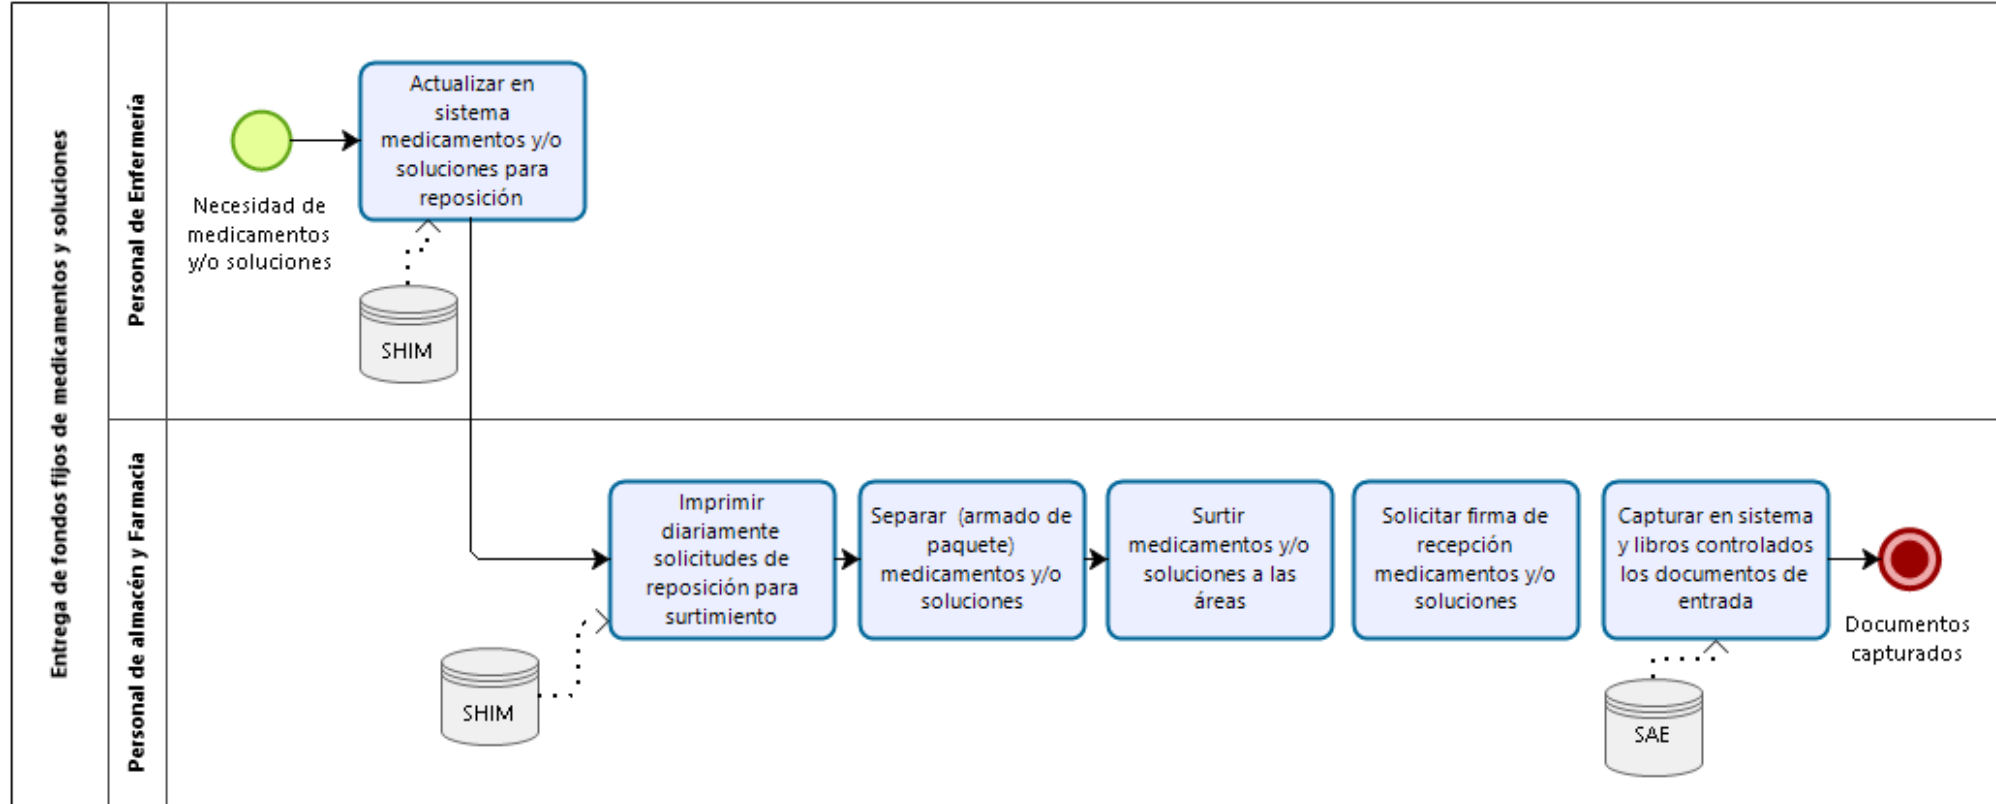 Entrega de fondos fijos de medicamentos y soluciones
Personal de Enfermería
Necesidad de
medicamentos
y/o soluciones
Actualizar en
sistema
medicamentos y/o
soluciones para
reposición
SHIM
Personal de almacén y Farmacia
Imprimir
diariamente
solicitudes de
reposición para
surtimiento
SHIM
Separar (armado de
paquete)
medicamentos y/o
soluciones
Surtir
medicamentos y/o
soluciones a las
áreas
Solicitar firma de
recepción
medicamentos y/o
soluciones
Capturar en sistema
y libros controlados
los documentos de
entrada
SAE
Documentos
capturados